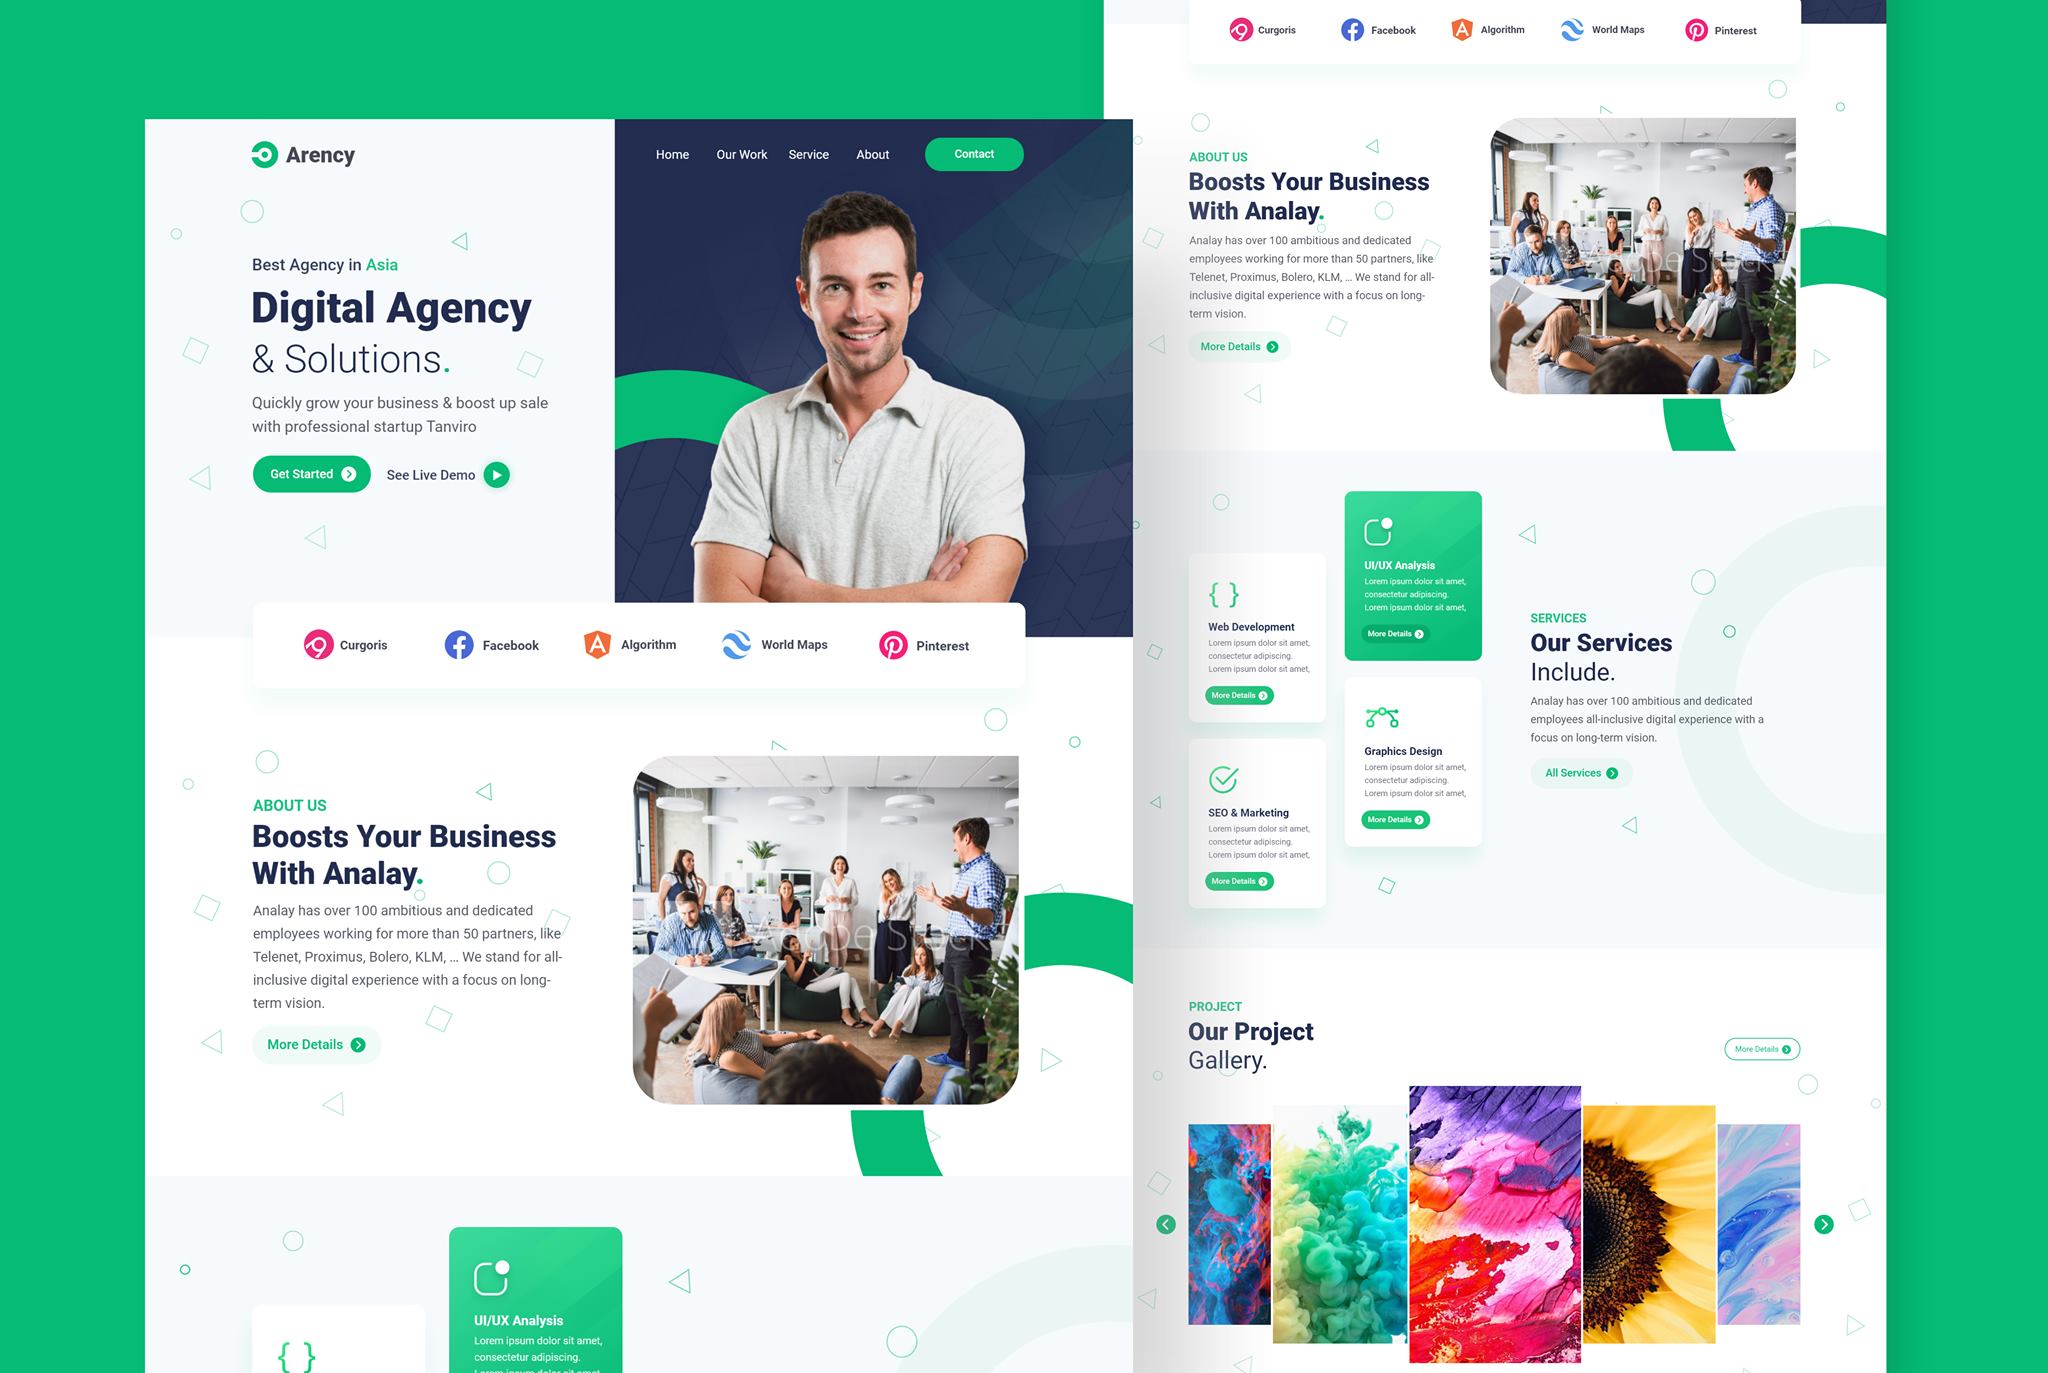 Arency
Home
Our Work
Service
About
Contact
Best Agency in Asia
Digital Agency
& Solutions.
Quickly grow your business & boost up sale
with professional startup Tanviro
Get Started
See Live Demo
Curgoris
Facebook
Algorithm
World Maps
Pinterest
ABOUT US
Boosts Your Business
With Analay.
Analay has over 100 ambitious and dedicated
employees working for more than 50 partners, like
Telenet, Proximus, Bolero, KLM, ... We stand for all-
inclusive digital experience with a focus on long-
term vision.
More Details
Adobe Stock
{ }
UI/UX Analysis
Lorem ipsum dolor sit amet,
consectetur adipiscing.
Lorem ipsum dolor sit amet,
Curgoris
Facebook
Algorithm
World Maps
Pinterest
ABOUT US
Boosts Your Business
With Analay.
Analay has over 100 ambitious and dedicated
employees working for more than 50 partners, like
Telenet, Proximus, Bolero, KLM, ... We stand for all-
inclusive digital experience with a focus on long-
term vision.
More Details
Adobe Stock
{ }
Web Development
Lorem ipsum dolor sit amet,
consectetur adipiscing.
Lorem ipsum dolor sit amet,
More Details
SEO & Marketing
Lorem ipsum dolor sit amet,
consectetur adipiscing.
Lorem ipsum dolor sit amet,
More Details
UI/UX Analysis
Lorem ipsum dolor sit amet,
consectetur adipiscing.
Lorem ipsum dolor sit amet,
More Details
Graphics Design
Lorem ipsum dolor sit amet,
consectetur adipiscing.
Lorem ipsum dolor sit amet,
More Details
SERVICES
Our Services
Include.
Analay has over 100 ambitious and dedicated
employees all-inclusive digital experience with a
focus on long-term vision.
All Services
PROJECT
Our Project
Gallery.
More Details